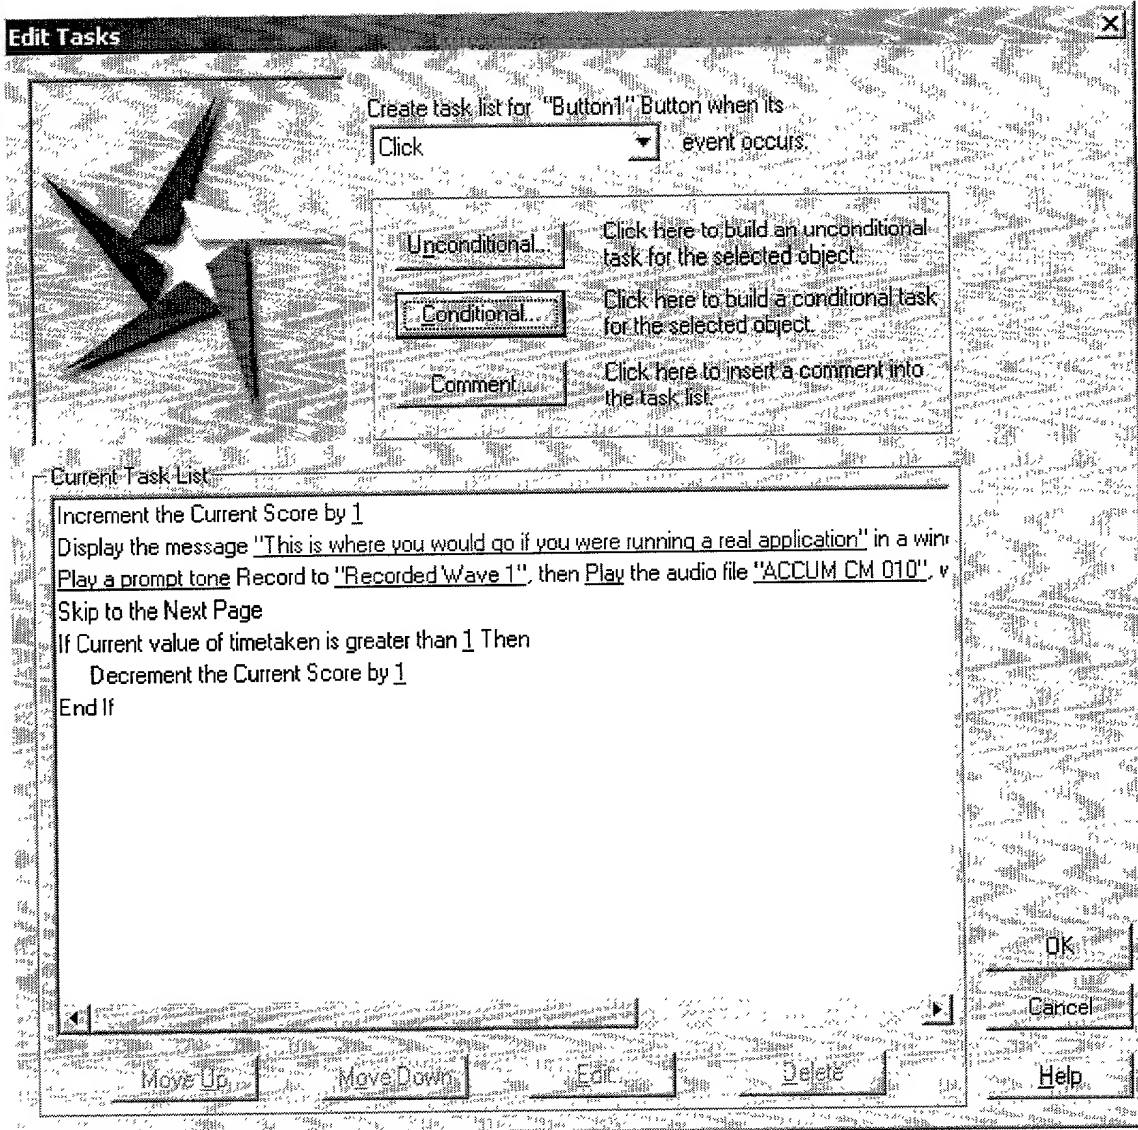 Edit Tasks
Create task list for "Button1" Button when its
Click
event occurs.
Unconditional...
Click here to build an unconditional
task for the selected object.
Conditional...
Click here to build a conditional task
for the selected object.
Comment...
Click here to insert a comment into
the task list.
Current Task List
Increment the Current Score by 1
Display the message "This is where you would go if you were running a real application" in a
Play a prompt tone Record to "Recorded Wave 1", then Play the audio file "ACCUM CM 010",
Skip to the Next Page
If Current value of timetaken is greater than 1 Then
Decrement the Current Score by 1
End If
OK
Cancel
Move Up
Move Down
Edit...
Delete
Help